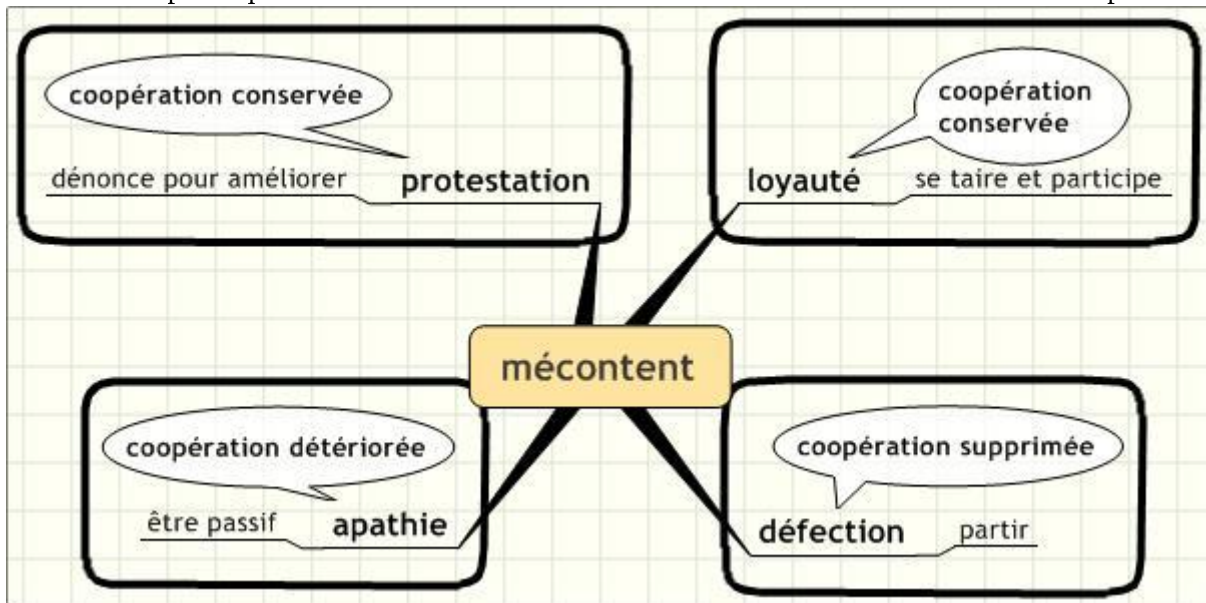 coopération conservée
dénonce pour améliorer
protestation
coopération
conservée
loyauté
se taire et participe
mécontent
coopération détériorée
être passif
apathie
coopération supprimée
défection
partir